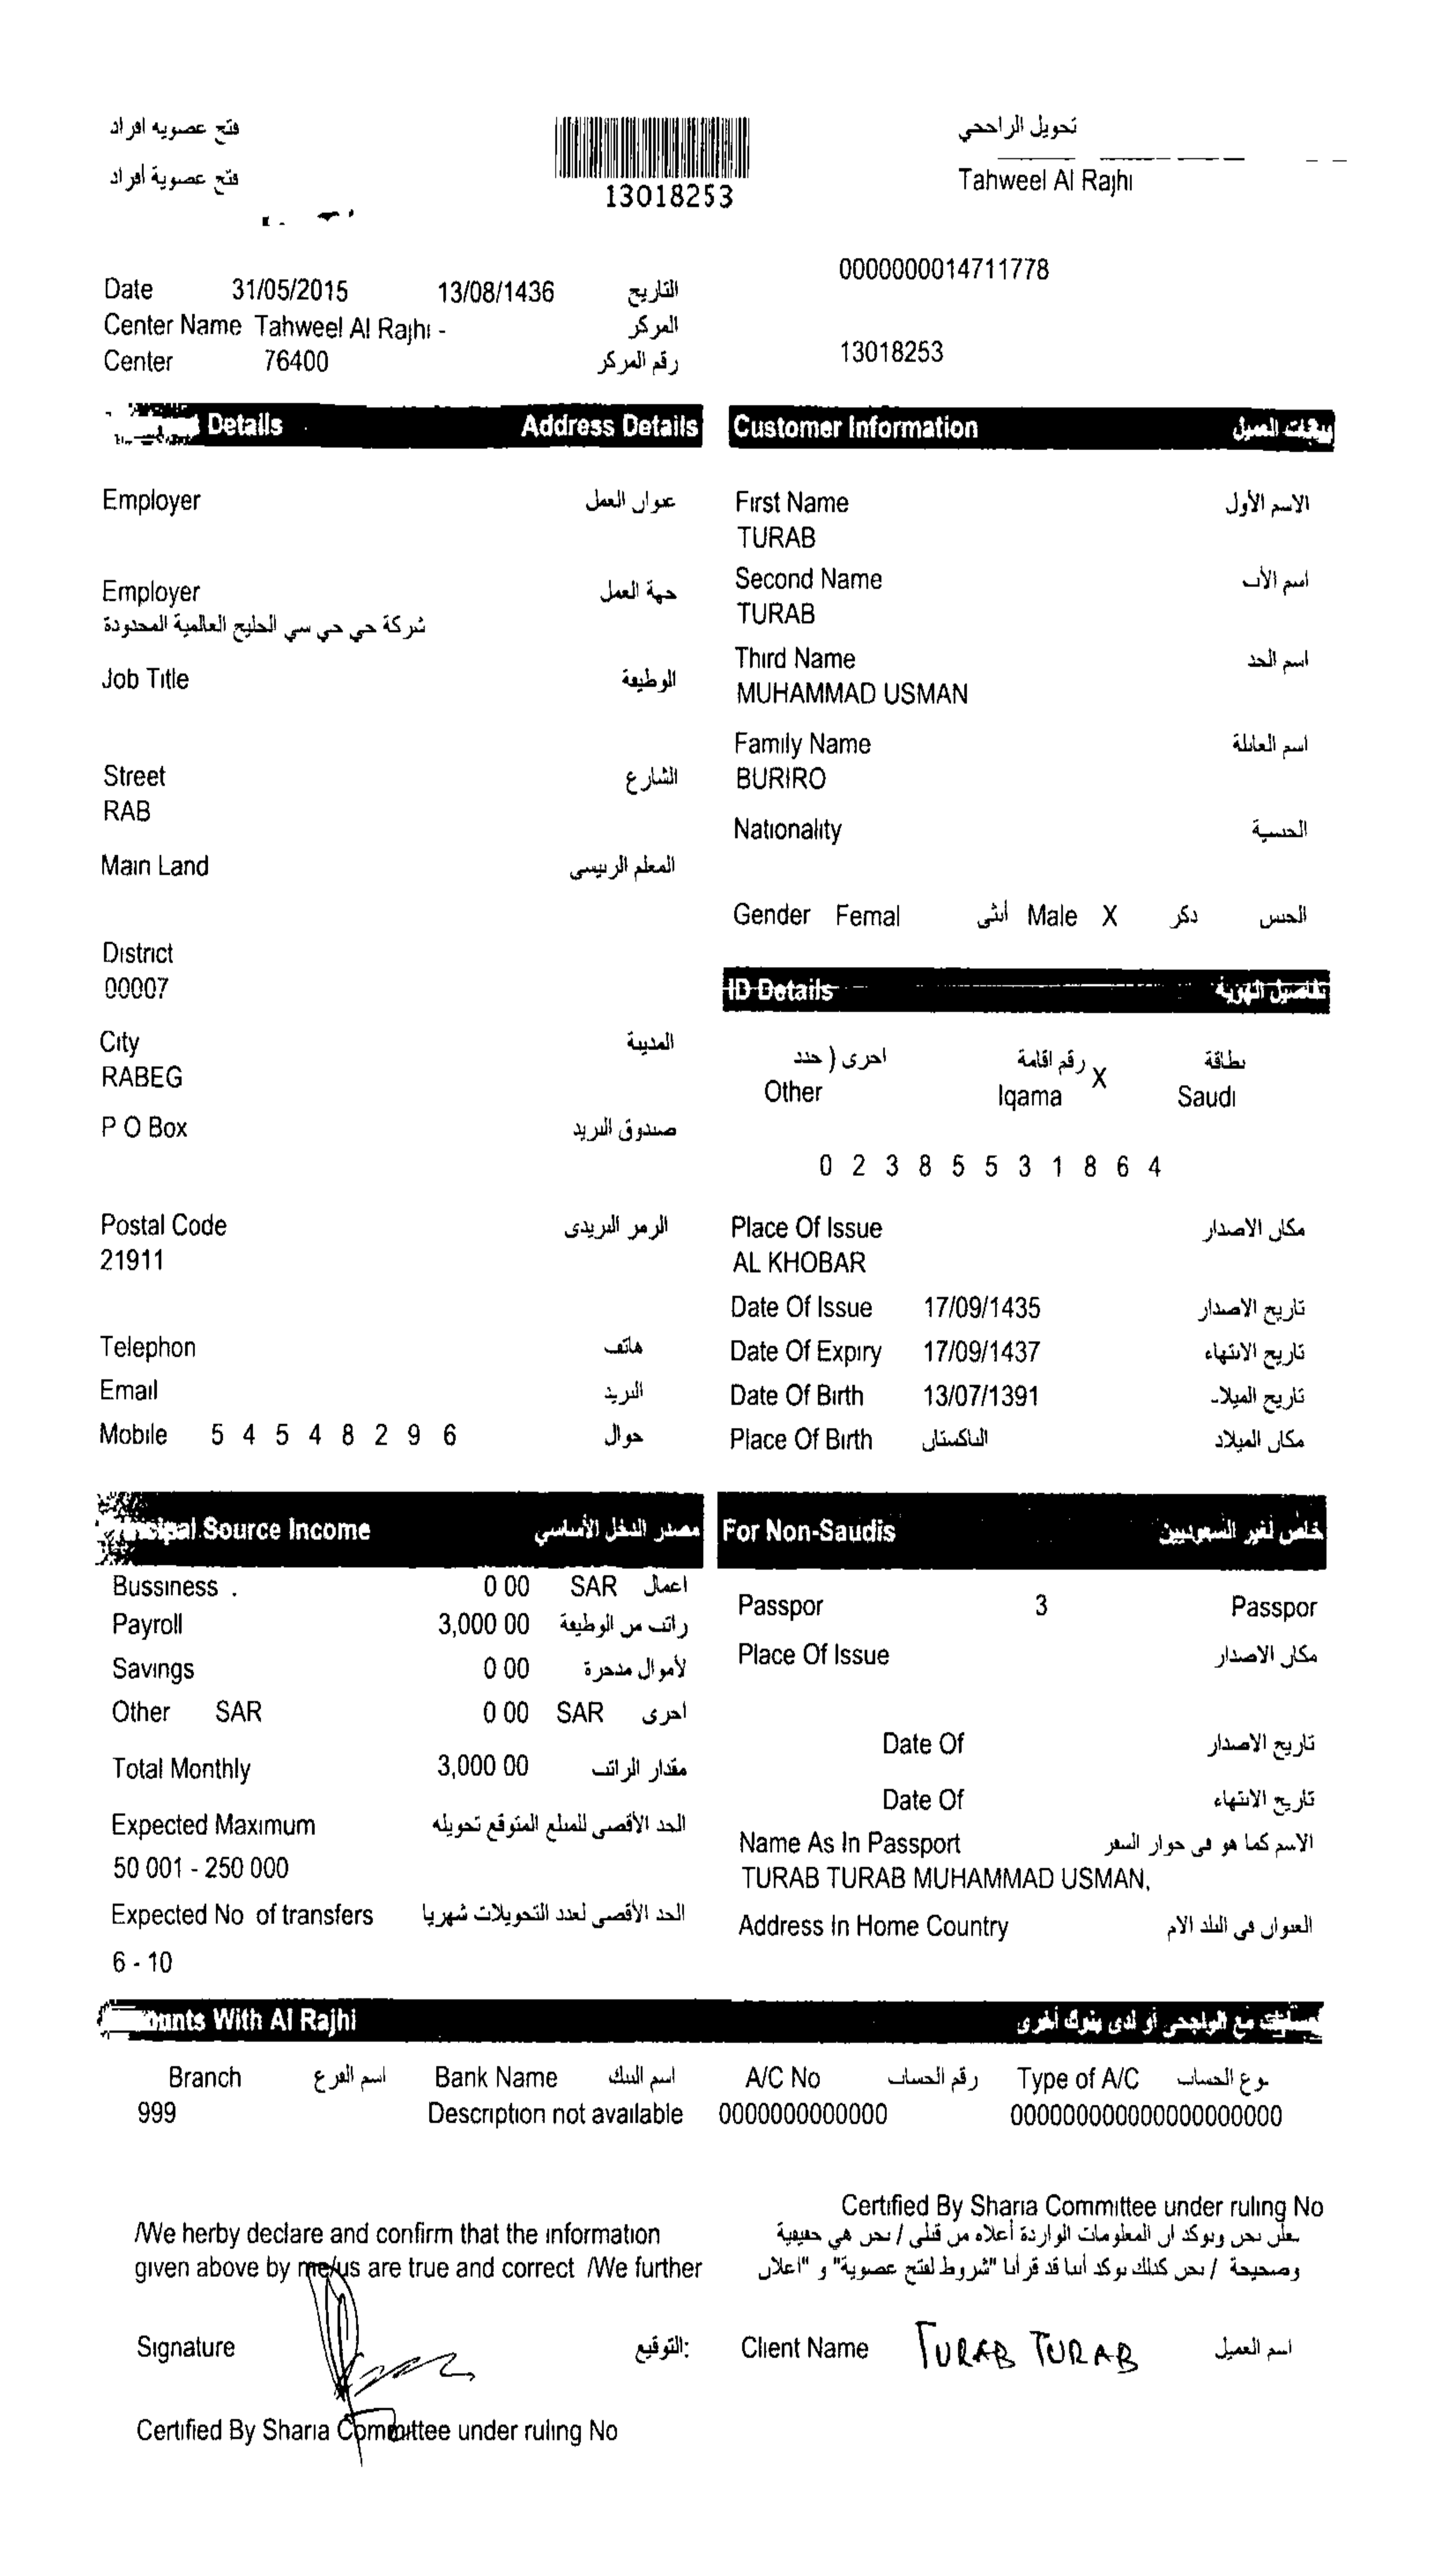 فتح عضويه افراد
تحويل الراجحي
فتح عضوية أفراد
Tahweel Al Rajhi
13018253
0000000014711778
Date 31/05/2015 13/08/1436 التاريخ
Center Name Tahweel Al Rajhi - المركز
Center 76400 رقم المركز
13018253
Details Address Details
Customer Information بيانات العميل
Employer عنوان العمل
First Name الاسم الأول
TURAB
Employer جهة العمل
شركة جي جي سي الخليج العالمية المحدودة
Second Name اسم الأب
TURAB
Job Title الوظيفة
Third Name اسم الجد
MUHAMMAD USMAN
Street الشارع
RAB
Family Name اسم العائلة
BURIRO
Main Land المعلم الرئيسي
Nationality الجنسية
Gender Femal أنثى Male X ذكر الجنس
District
00007
ID Details تفاصيل الهوية
City المدينة
RABEG
اخرى ( حدد رقم اقامة بطاقة
Other Iqama X Saudi
P O Box صندوق البريد
0 2 3 8 5 5 3 1 8 6 4
Postal Code الرمز البريدى
21911
Place Of Issue مكان الاصدار
AL KHOBAR
Date Of Issue 17/09/1435 تاريخ الاصدار
Telephon هاتف
Date Of Expiry 17/09/1437 تاريخ الانتهاء
Email البريد
Date Of Birth 13/07/1391 تاريخ الميلاد
Mobile 5 4 5 4 8 2 9 6 جوال
Place Of Birth الباكستان مكان الميلاد
Source Income مصدر الدخل الأساسي
For Non-Saudis خاص لغير السعوديين
Bussiness . 0 00 SAR اعمال
Payroll 3,000 00 راتب من الوظيفة
Passpor 3 Passpor
Savings 0 00 لأموال مدخرة
Place Of Issue مكان الاصدار
Other SAR 0 00 SAR اخرى
Total Monthly 3,000 00 مقدار الراتب
Date Of تاريخ الاصدار
Date Of تاريخ الانتهاء
Expected Maximum الحد الأقصى للمبلغ المتوقع تحويله
50 001 - 250 000
Name As In Passport الاسم كما هو في جواز السفر
TURAB TURAB MUHAMMAD USMAN,
Expected No of transfers الحد الأقصى لعدد التحويلات شهريا
6 - 10
Address In Home Country العنوان في البلد الام
With Al Rajhi مع الراجحي أو لدى بنوك أخرى
Branch اسم الفرع Bank Name اسم البنك A/C No رقم الحساب Type of A/C نوع الحساب
999 Description not available 0000000000000 000000000000000000000
Certified By Sharia Committee under ruling No
/We herby declare and confirm that the information
given above by me/us are true and correct /We further
نعلن نحن ونوكد ان المعلومات الواردة أعلاه من قبلي / نحن هي حقيقية
وصحيحة / نحن كذلك نوكد أننا قد قرأنا "شروط لفتح عضوية" و "اعلان
Signature التوقيع:
Client Name TURAB TURAB اسم العميل
Certified By Sharia Committee under ruling No